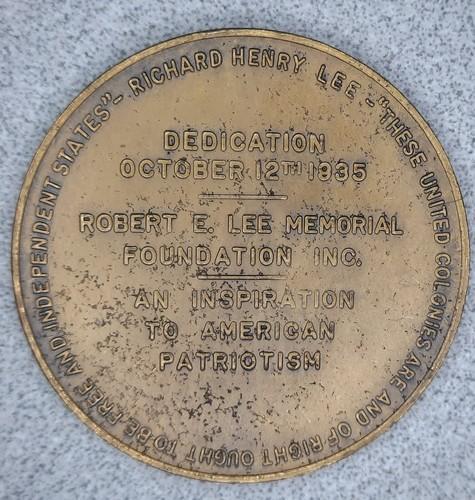 RICHARD HENRY LEE - "THESE UNITED COLONIES ARE AND OF RIGHT OUGHT TO BE FREE AND INDEPENDENT STATES" -
DEDICATION
OCTOBER 12TH 1935
ROBERT E. LEE MEMORIAL
FOUNDATION INC.
AN INSPIRATION
TO AMERICAN
PATRIOTISM